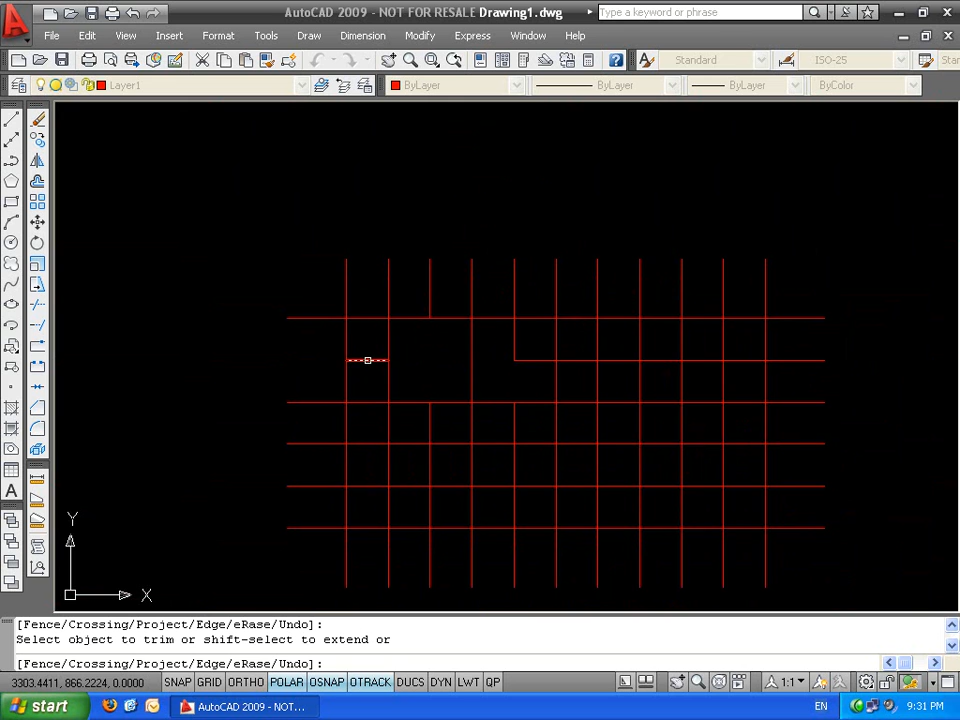 AutoCAD 2009 - NOT FOR RESALE Drawing1.dwg
Type a keyword or phrase
File Edit View Insert Format Tools Draw Dimension Modify Express Window Help
Standard ISO-25 Star
Layer1 ByLayer ByLayer ByLayer ByColor
A
Y
X
[Fence/Crossing/Project/Edge/eRase/Undo]:
Select object to trim or shift-select to extend or
[Fence/Crossing/Project/Edge/eRase/Undo]:
3303.4411, 866.2224, 0.0000 SNAP GRID ORTHO POLAR OSNAP OTRACK DUCS DYN LWT QP 1:1
start AutoCAD 2009 - NOT... EN 9:31 PM